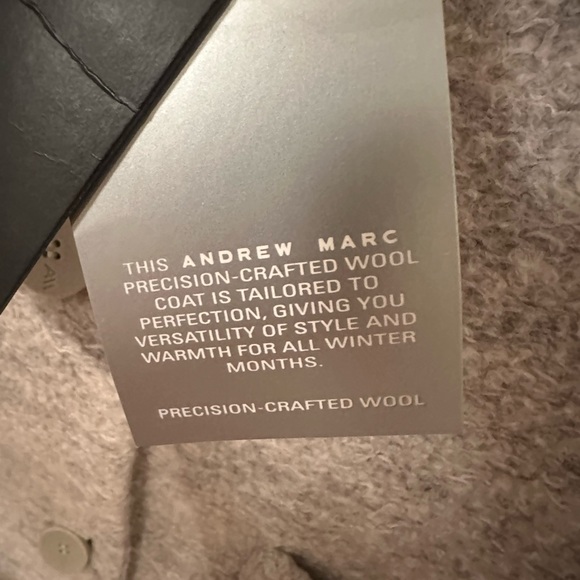 THIS ANDREW MARC
PRECISION-CRAFTED WOOL
COAT IS TAILORED TO
PERFECTION, GIVING YOU
VERSATILITY OF STYLE AND
WARMTH FOR ALL WINTER
MONTHS.
PRECISION-CRAFTED WOOL